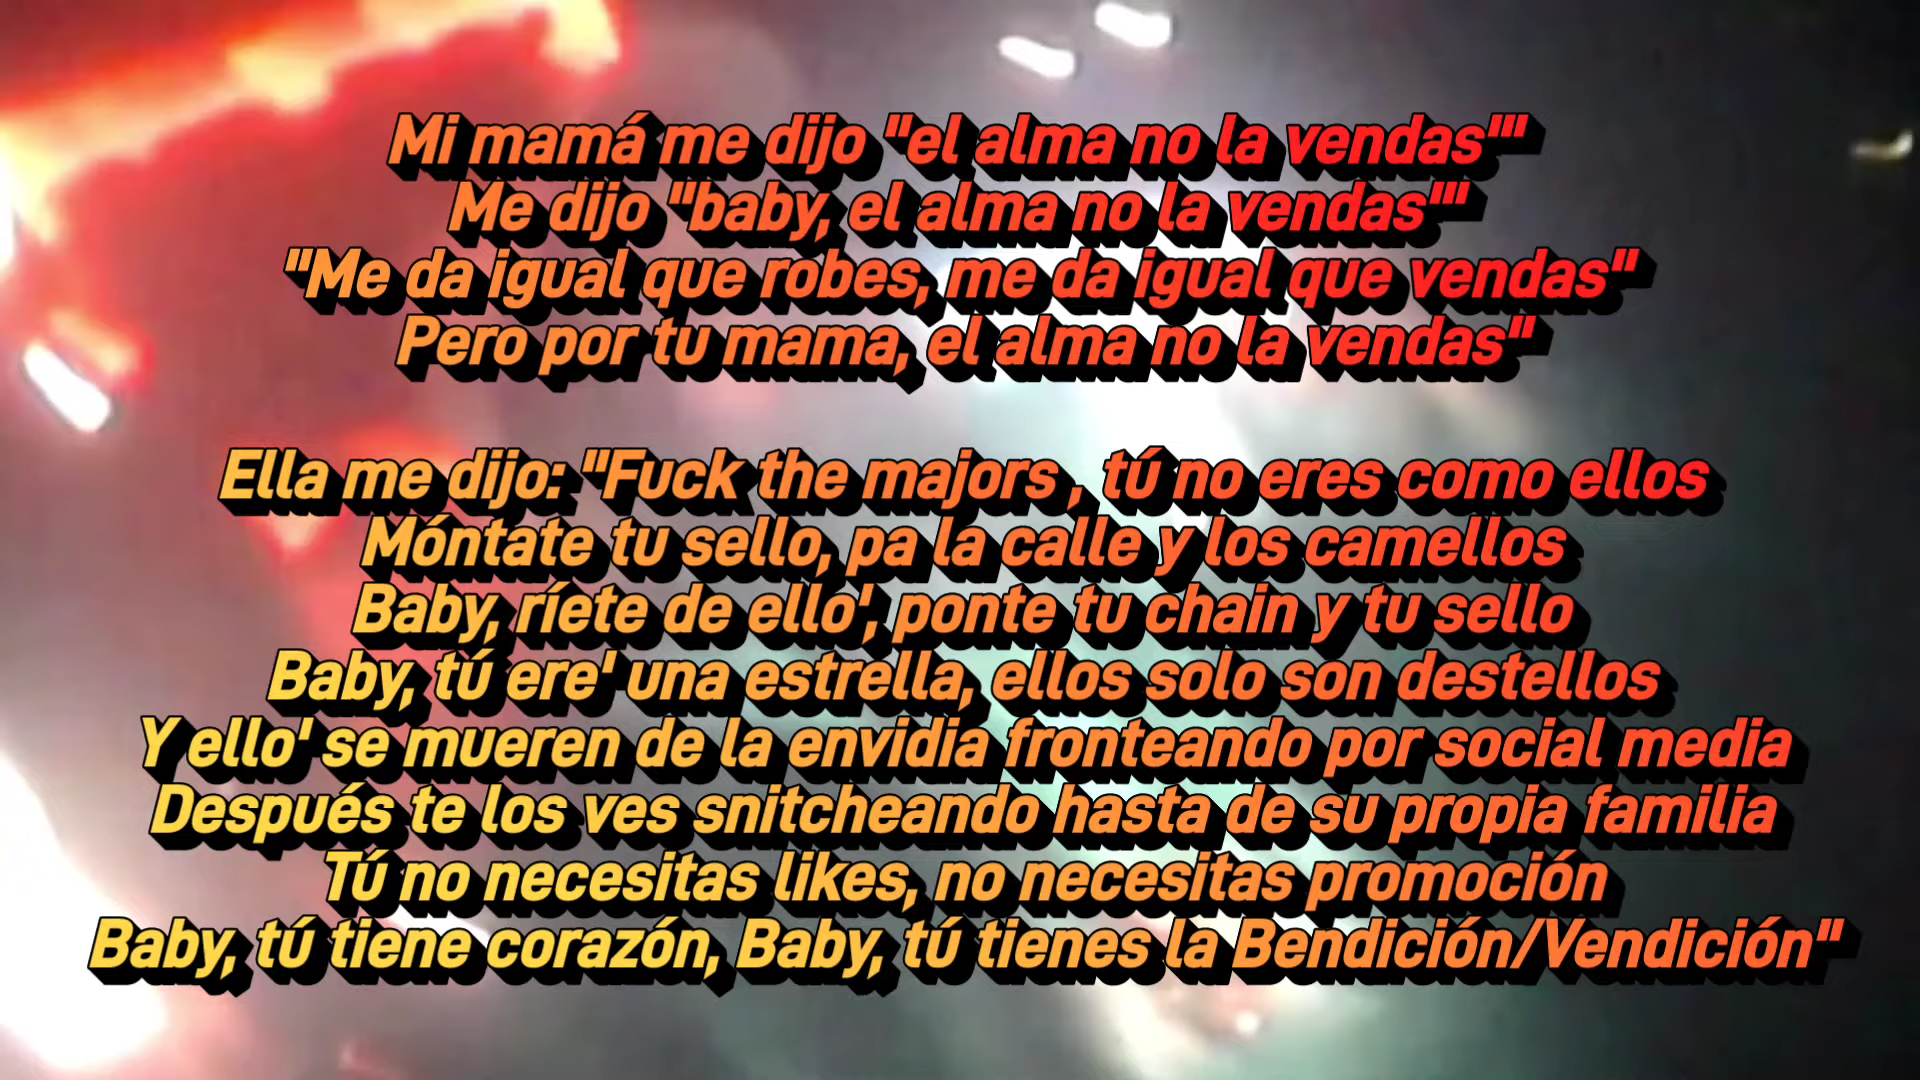 Mi mamá me dijo "el alma no la vendas'"
Me dijo "baby, el alma no la vendas'"
"Me da igual que robes, me da igual que vendas"
Pero por tu mama, el alma no la vendas"
Ella me dijo: "Fuck the majors , tú no eres como ellos
Móntate tu sello, pa la calle y los camellos
Baby, ríete de ello', ponte tu chain y tu sello
Baby, tú ere' una estrella, ellos solo son destellos
Y ello' se mueren de la envidia fronteando por social media
Después te los ves snitcheando hasta de su propia familia
Tú no necesitas likes, no necesitas promoción
Baby, tú tiene corazón, Baby, tú tienes la Bendición/Vendición"